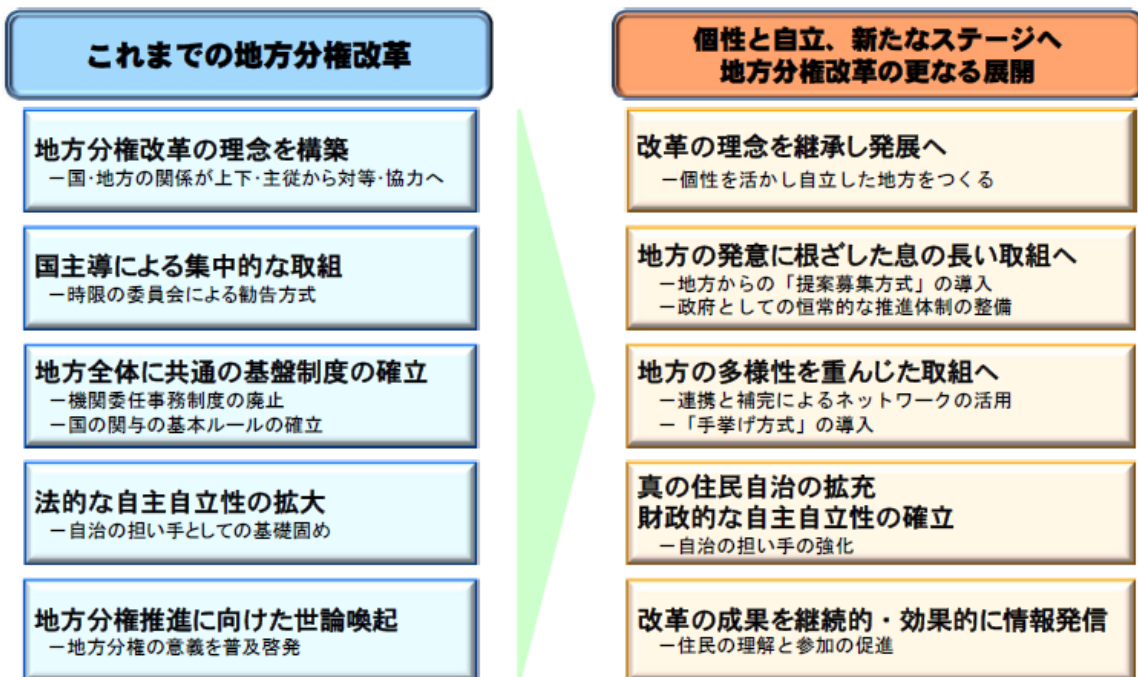 これまでの地方分権改革
地方分権改革の理念を構築
－国・地方の関係が上下・主従から対等・協力へ
国主導による集中的な取組
－時限の委員会による勧告方式
地方全体に共通の基盤制度の確立
－機関委任事務制度の廃止
－国の関与の基本ルールの確立
法的な自主自立性の拡大
－自治の担い手としての基礎固め
地方分権推進に向けた世論喚起
－地方分権の意義を普及啓発
個性と自立、新たなステージへ
地方分権改革の更なる展開
改革の理念を継承し発展へ
－個性を活かし自立した地方をつくる
地方の発意に根ざした息の長い取組へ
－地方からの「提案募集方式」の導入
－政府としての恒常的な推進体制の整備
地方の多様性を重んじた取組へ
－連携と補完によるネットワークの活用
－「手挙げ方式」の導入
真の住民自治の拡充
財政的な自主自立性の確立
－自治の担い手の強化
改革の成果を継続的・効果的に情報発信
－住民の理解と参加の促進